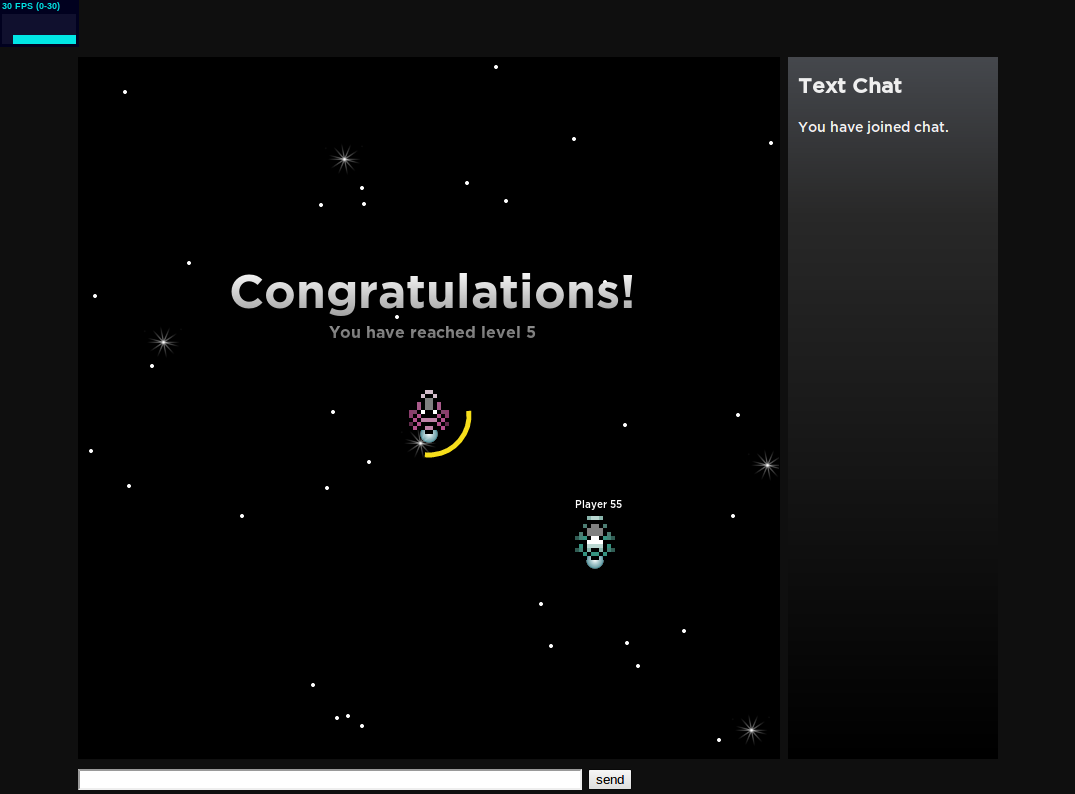 30 FPS (0-30)
Text Chat
You have joined chat.
Congratulations!
You have reached level 5
Player 55
send